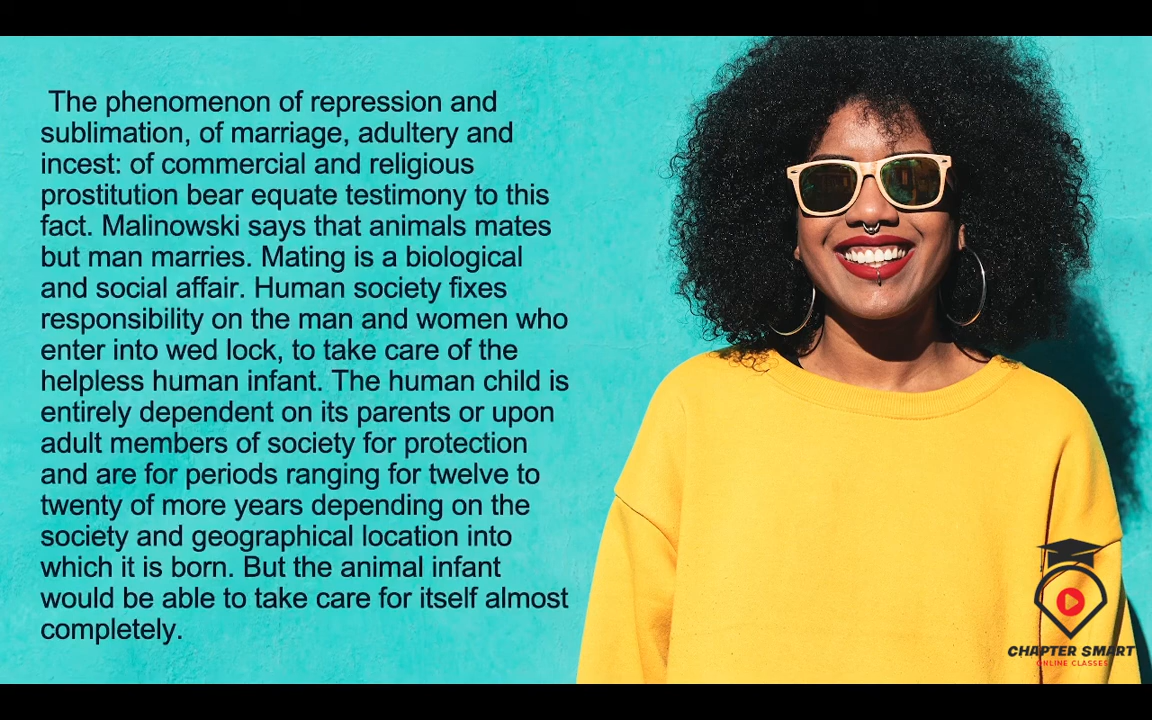 The phenomenon of repression and
sublimation, of marriage, adultery and
incest: of commercial and religious
prostitution bear equate testimony to this
fact. Malinowski says that animals mates
but man marries. Mating is a biological
and social affair. Human society fixes
responsibility on the man and women who
enter into wed lock, to take care of the
helpless human infant. The human child is
entirely dependent on its parents or upon
adult members of society for protection
and are for periods ranging for twelve to
twenty of more years depending on the
society and geographical location into
which it is born. But the animal infant
would be able to take care for itself almost
completely.
CHAPTER SMART
ONLINE CLASSES